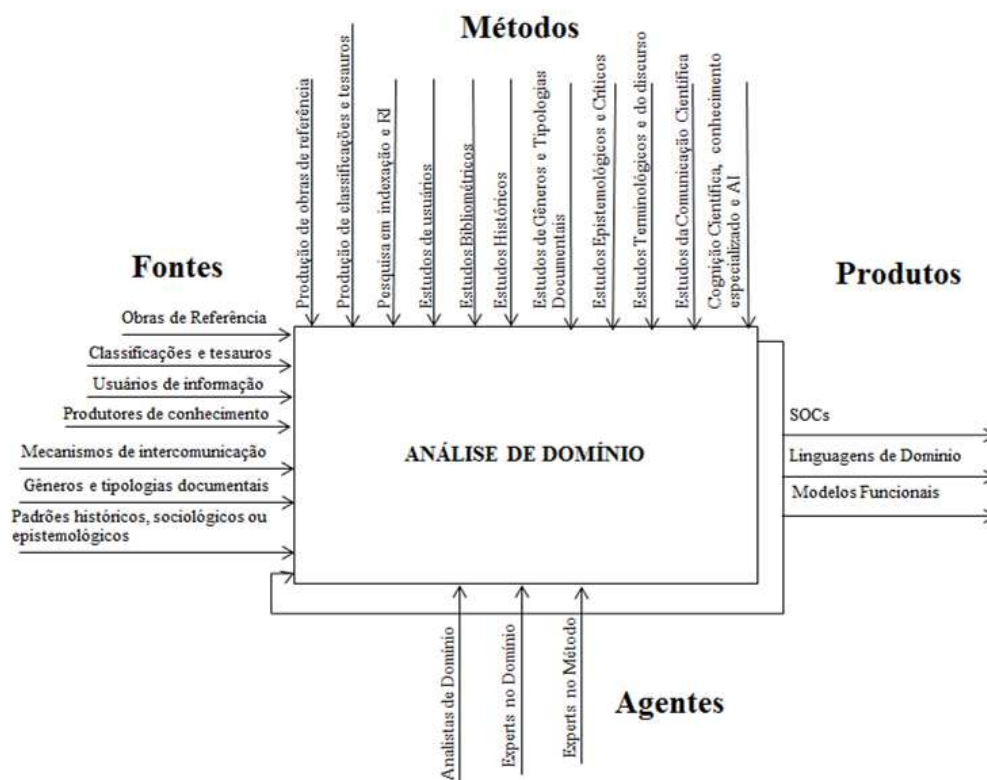 Métodos
Produção de obras de referência
Produção de classificações e tesauros
Pesquisa em indexação e RI
Estudos de usuários
Estudos Bibliométricos
Estudos Históricos
Estudos de Gêneros e Tipologias
Documentais
Estudos Epistemológicos e Críticos
Estudos Terminológicos e do discurso
Estudos da Comunicação Científica
Cognição Científica, conhecimento
especializado e AI
Fontes
Obras de Referência
Classificações e tesauros
Usuários de informação
Produtores de conhecimento
Mecanismos de intercomunicação
Gêneros e tipologias documentais
Padrões históricos, sociológicos ou
epistemológicos
ANÁLISE DE DOMÍNIO
Produtos
SOCs
Linguagens de Dominio
Modelos Funcionais
Analistas de Domínio
Experts no Domínio
Experts no Método
Agentes